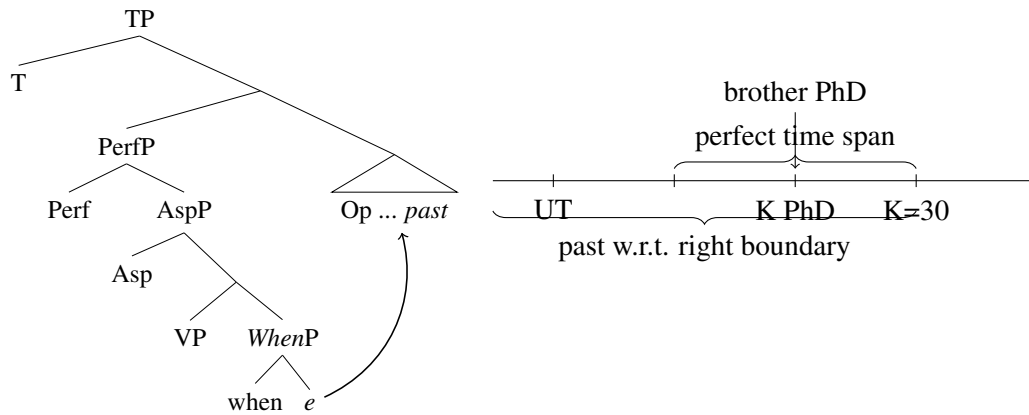 TP
T
PerfP
Perf AspP
Op ... past
Asp
VP WhenP
when e
brother PhD
perfect time span
UT K PhD K=30
past w.r.t. right boundary